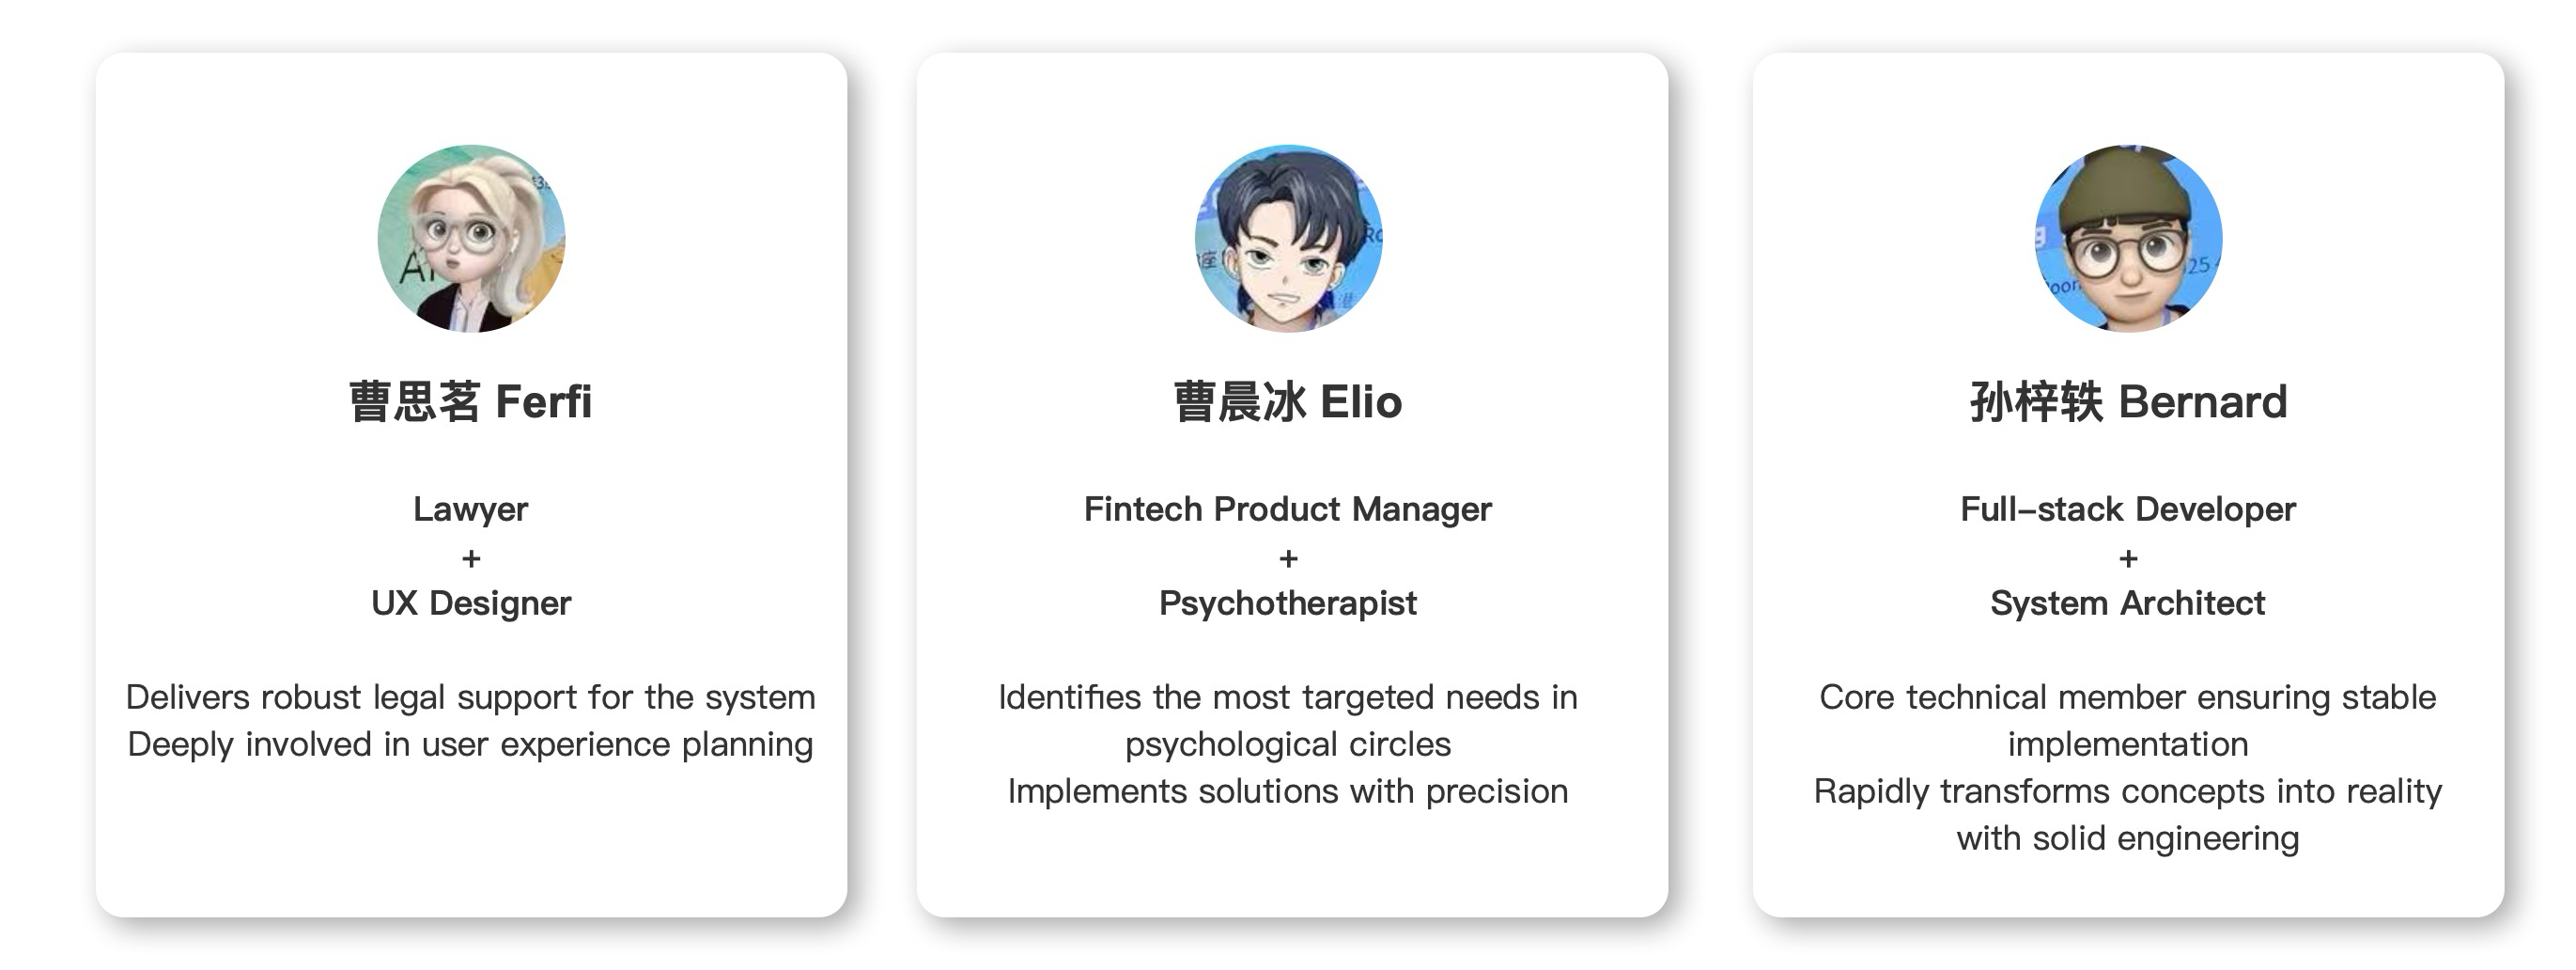 曹思茗 Ferfi
Lawyer
+
UX Designer
Delivers robust legal support for the system
Deeply involved in user experience planning
曹晨冰 Elio
Fintech Product Manager
+
Psychotherapist
Identifies the most targeted needs in
psychological circles
Implements solutions with precision
孙梓轶 Bernard
Full-stack Developer
+
System Architect
Core technical member ensuring stable
implementation
Rapidly transforms concepts into reality
with solid engineering